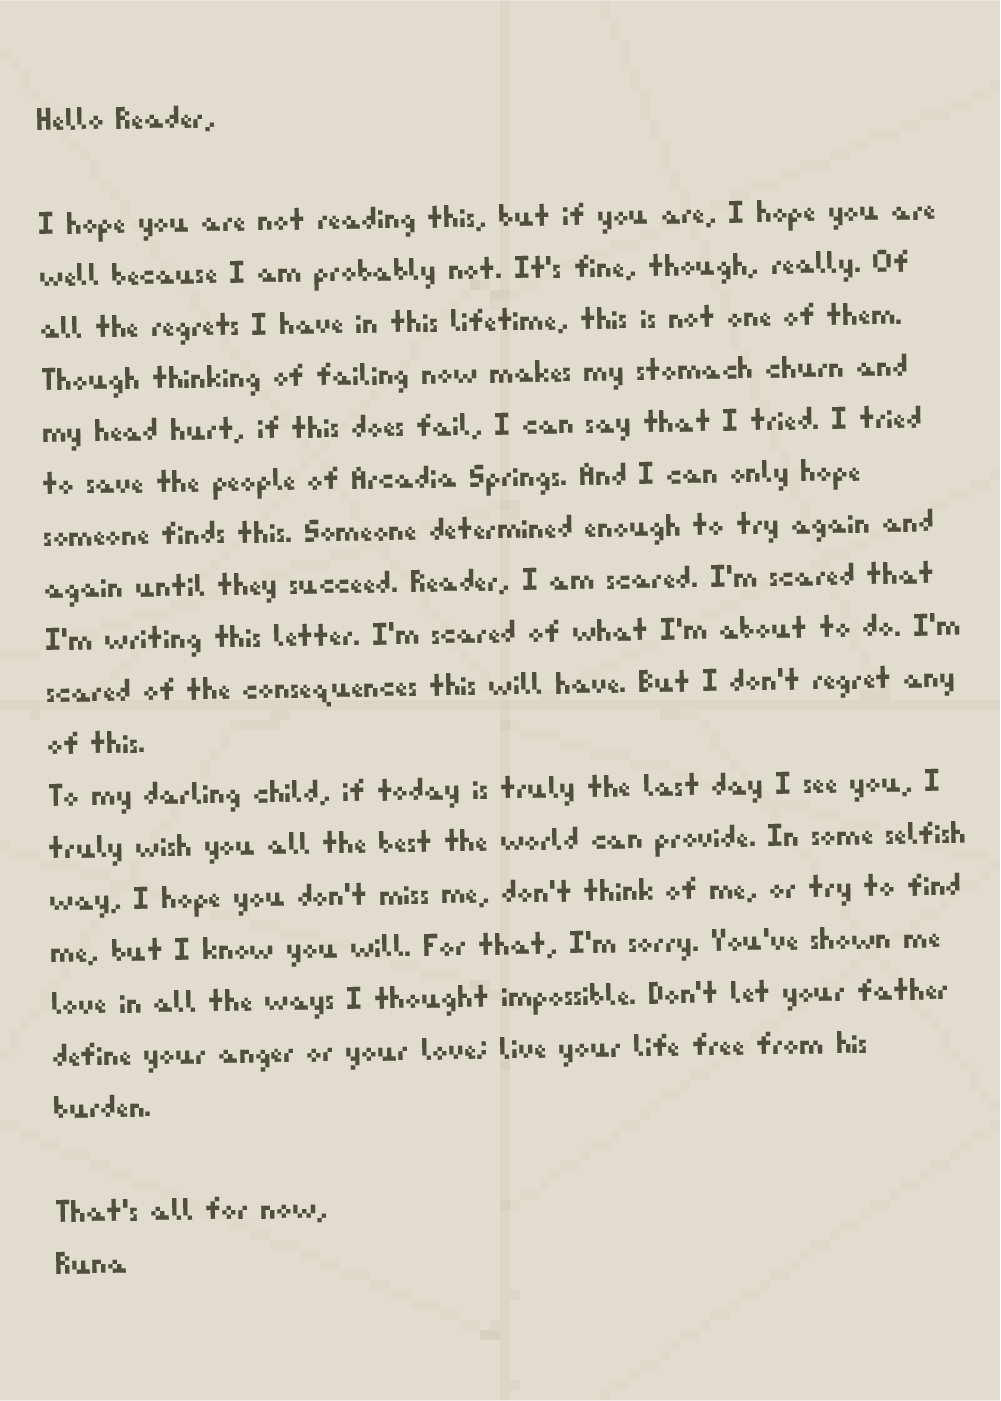 Hello Reader,
I hope you are not reading this, but if you are, I hope you are
well because I am probably not. It's fine, though, really. Of
all the regrets I have in this lifetime, this is not one of them.
Though thinking of failing now makes my stomach churn and
my head hurt, if this does fail, I can say that I tried. I tried
to save the people of Arcadia Springs. And I can only hope
someone finds this. Someone determined enough to try again and
again until they succeed. Reader, I am scared. I'm scared that
I'm writing this letter. I'm scared of what I'm about to do. I'm
scared of the consequences this will have. But I don't regret any
of this.
To my darling child, if today is truly the last day I see you, I
truly wish you all the best the world can provide. In some selfish
way, I hope you don't miss me, don't think of me, or try to find
me, but I know you will. For that, I'm sorry. You've shown me
love in all the ways I thought impossible. Don't let your father
define your anger or your love; live your life free from his
burden.
That's all for now,
Runa